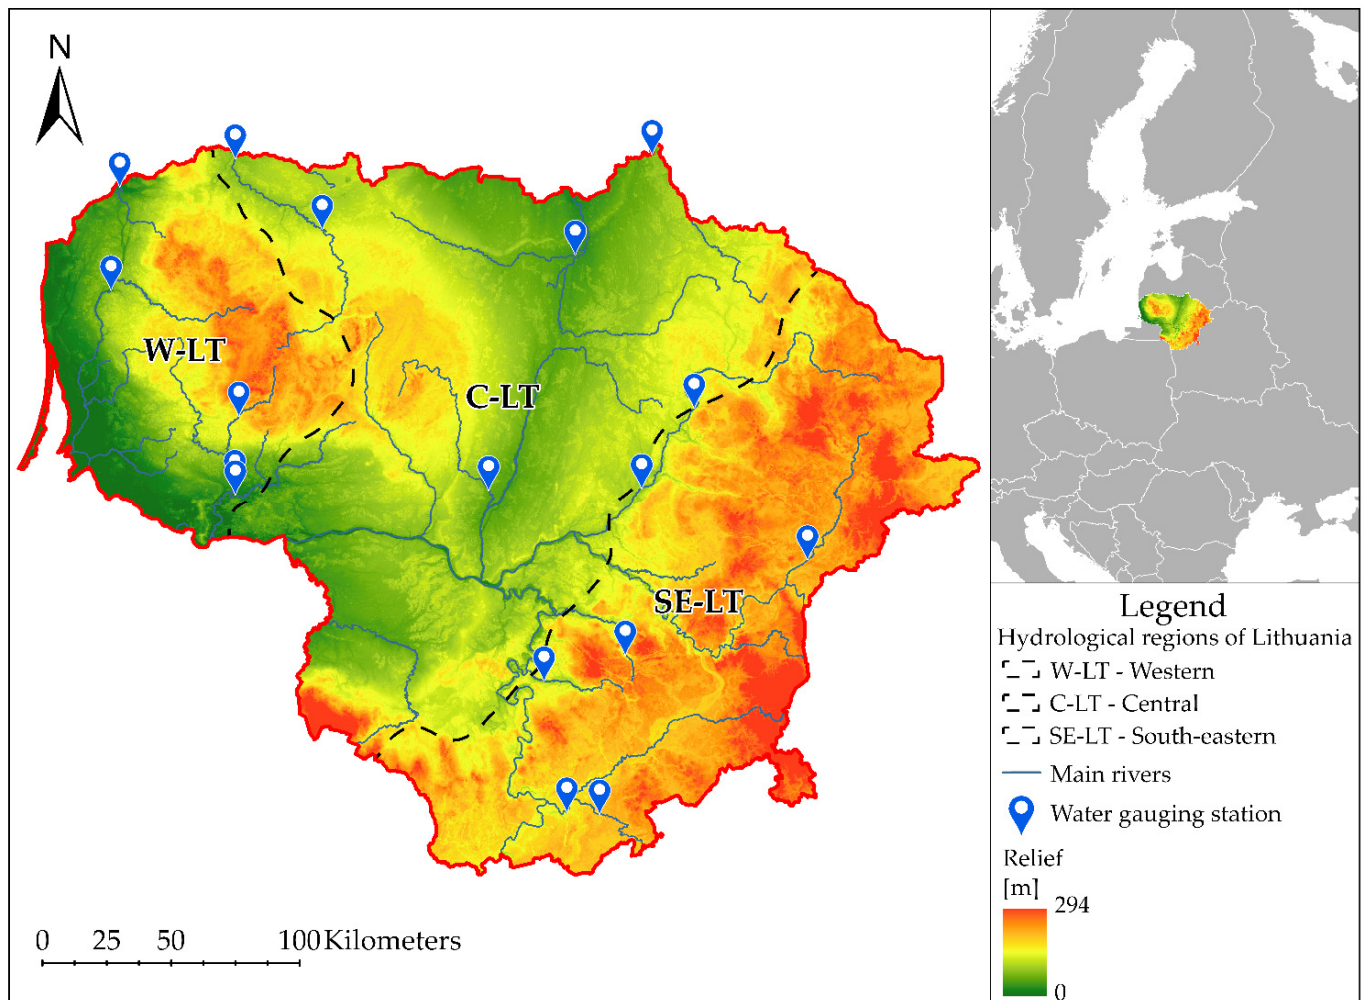 N
W-LT
C-LT
SE-LT
0 25 50 100 Kilometers
Legend
Hydrological regions of Lithuania
W-LT - Western
C-LT - Central
SE-LT - South-eastern
Main rivers
Water gauging station
Relief
[m]
294
0